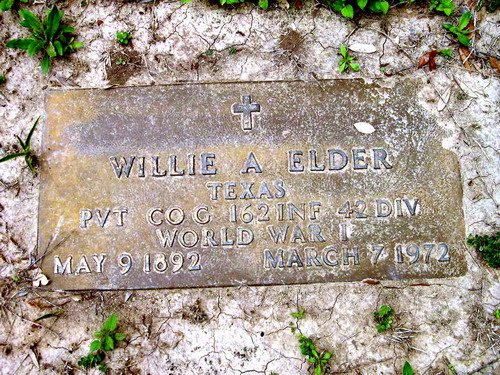 WILLIE A ELDER
TEXAS
PVT CO G 162 INF 42 DIV
WORLD WAR I
MAY 9 1892 MARCH 7 1972